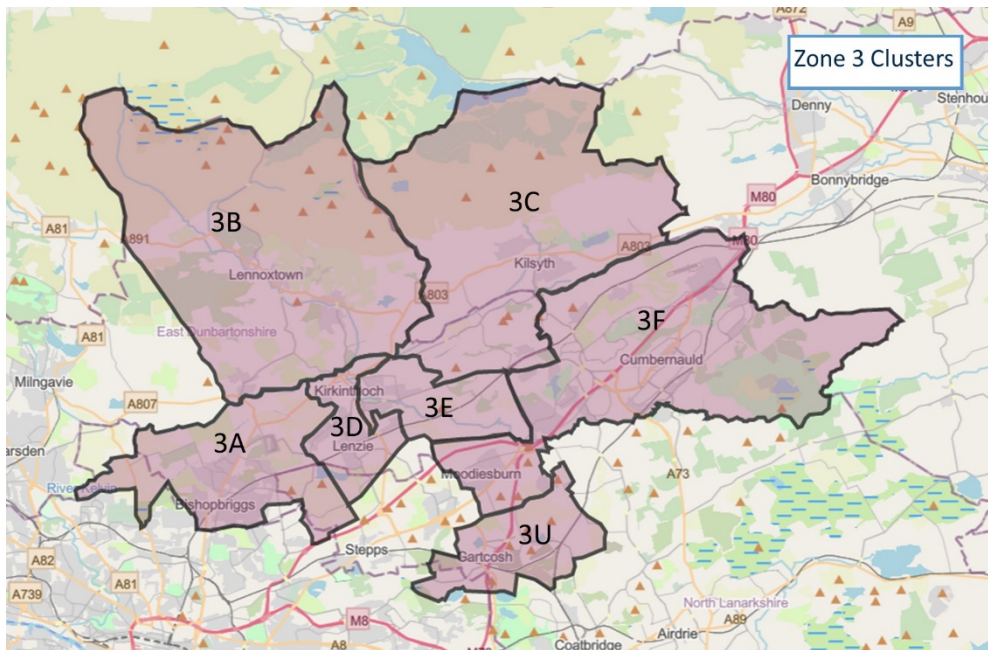 A872
A9
Zone 3 Clusters
Denny
Stenhou
Bonnybridge
M80
M80
3C
3B
A81
A891
A803
Kilsyth
Lennoxtown
A803
3F
East Dunbartonshire
A81
Cumbernauld
Milngavie
Kirkintilloch
A807
3E
3D
3A
Lenzie
arsden
A73
Moodiesburn
River Kelvin
Bishopbriggs
3U
Stepps
Gartcosh
A82
A81
A739
North Lanarkshire
M8
A89
Airdrie
A8
Coatbridge